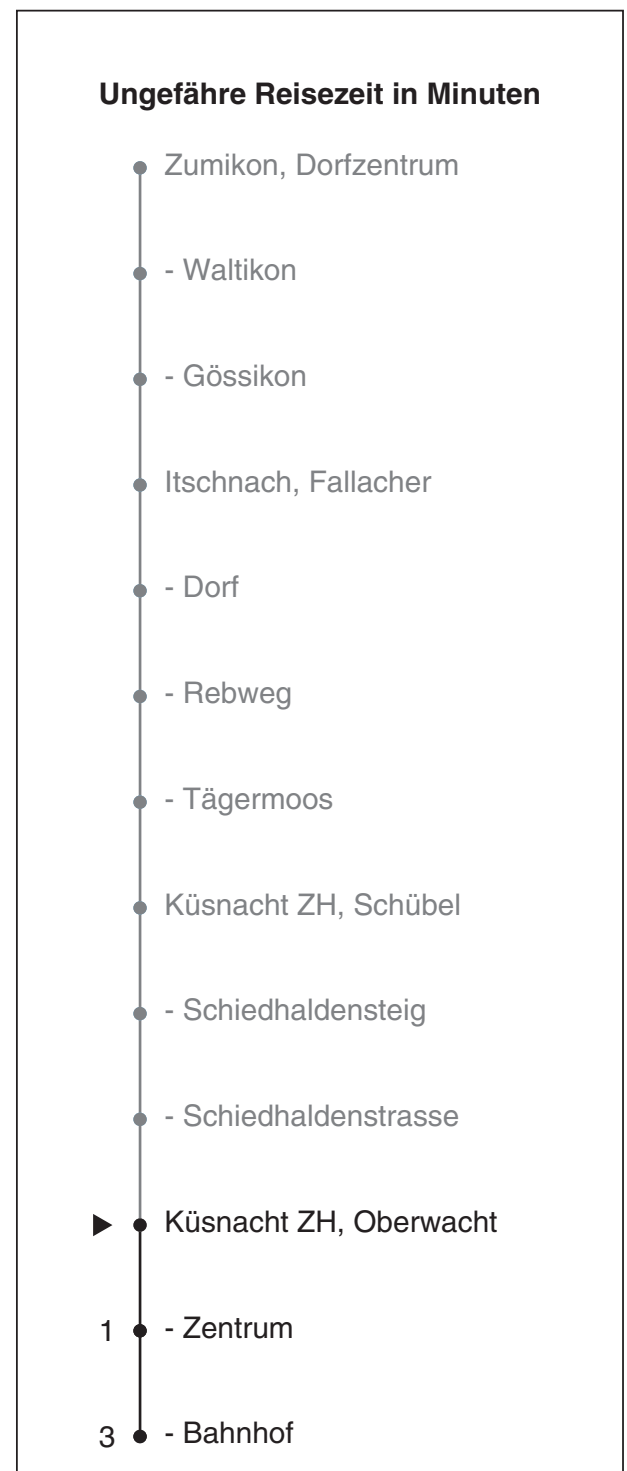 Ungefähre Reisezeit in Minuten
Zumikon, Dorfzentrum
- Waltikon
- Gössikon
Itschnach, Fallacher
- Dorf
- Rebweg
- Tägermoos
Küsnacht ZH, Schübel
- Schiedhaldensteig
- Schiedhaldenstrasse
Küsnacht ZH, Oberwacht
1 - Zentrum
3 - Bahnhof